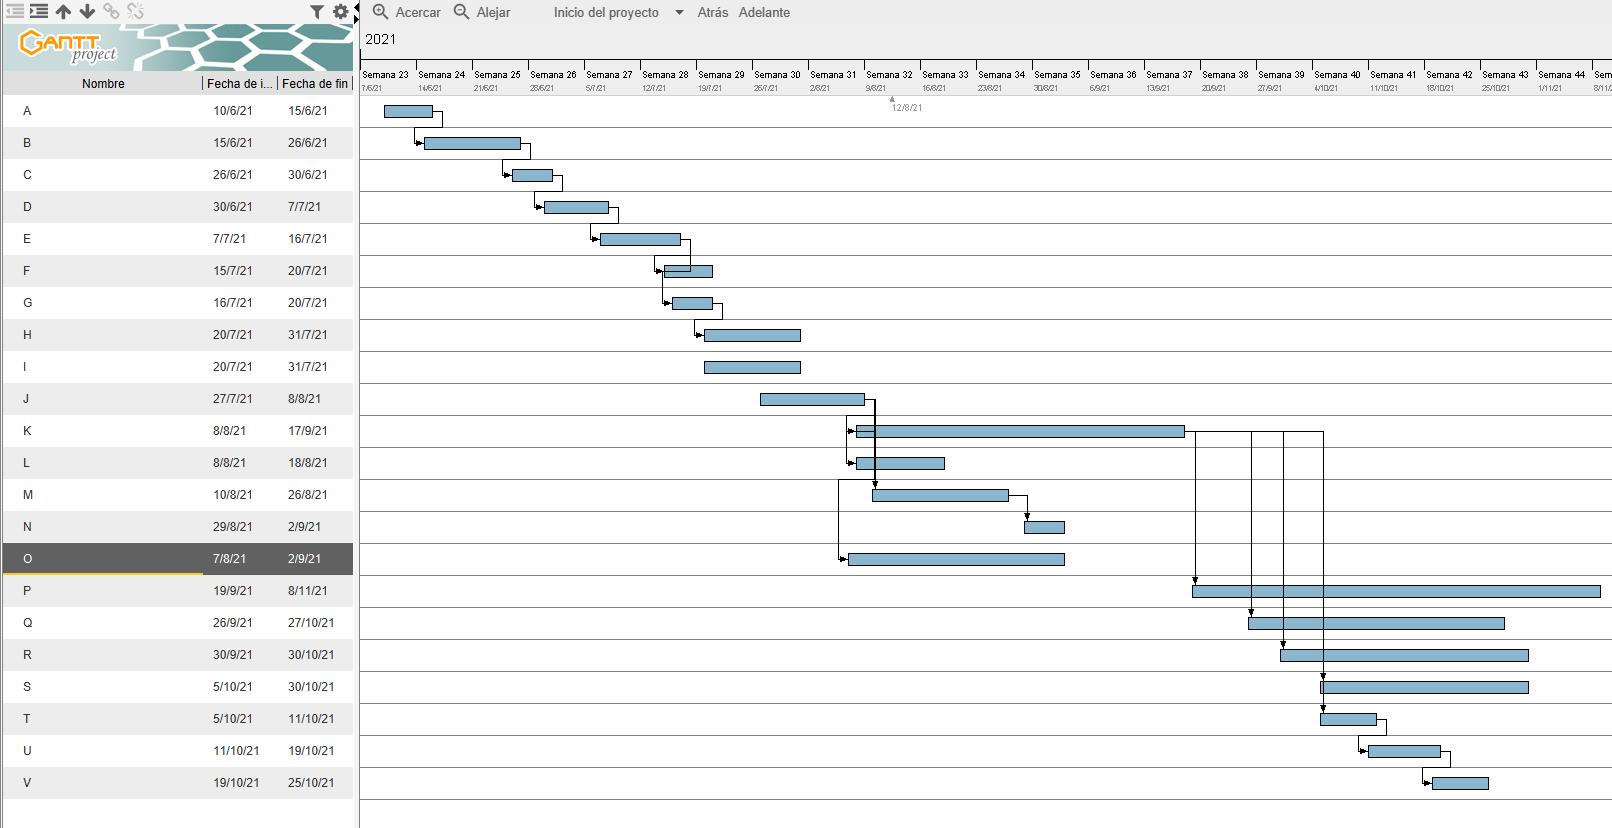 Acercar Alejar Inicio del proyecto Atrás Adelante
GANTT project
2021
Nombre Fecha de i... Fecha de fin
Semana 23 Semana 24 Semana 25 Semana 26 Semana 27 Semana 28 Semana 29 Semana 30 Semana 31 Semana 32 Semana 33 Semana 34 Semana 35 Semana 36 Semana 37 Semana 38 Semana 39 Semana 40 Semana 41 Semana 42 Semana 43 Semana 44 Sem
7/6/21 14/6/21 21/6/21 28/6/21 5/7/21 12/7/21 19/7/21 26/7/21 2/8/21 9/8/21 16/8/21 23/8/21 30/8/21 6/9/21 13/9/21 20/9/21 27/9/21 4/10/21 11/10/21 18/10/21 25/10/21 1/11/21 8/11/2
12/8/21
A 10/6/21 15/6/21
B 15/6/21 26/6/21
C 26/6/21 30/6/21
D 30/6/21 7/7/21
E 7/7/21 16/7/21
F 15/7/21 20/7/21
G 16/7/21 20/7/21
H 20/7/21 31/7/21
I 20/7/21 31/7/21
J 27/7/21 8/8/21
K 8/8/21 17/9/21
L 8/8/21 18/8/21
M 10/8/21 26/8/21
N 29/8/21 2/9/21
O 7/8/21 2/9/21
P 19/9/21 8/11/21
Q 26/9/21 27/10/21
R 30/9/21 30/10/21
S 5/10/21 30/10/21
T 5/10/21 11/10/21
U 11/10/21 19/10/21
V 19/10/21 25/10/21